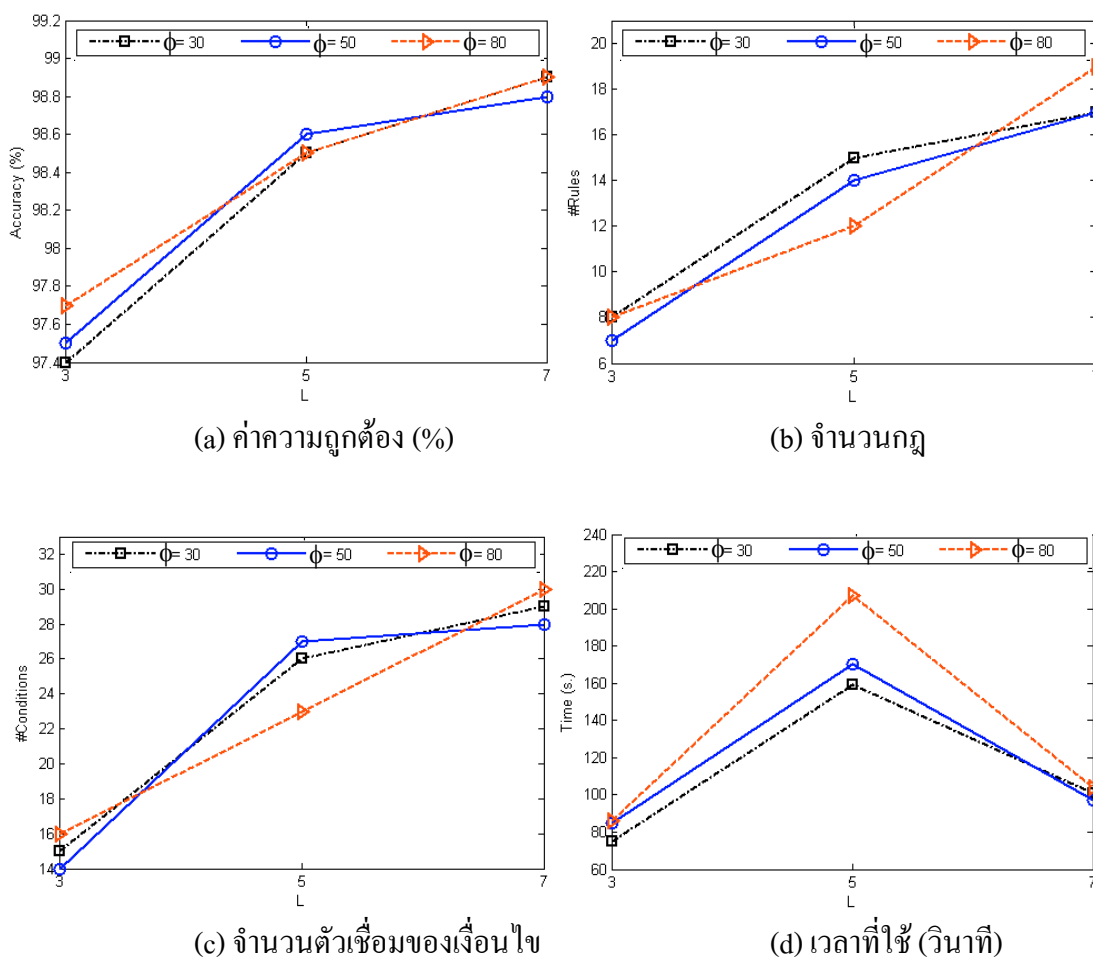 99.2
99
98.8
98.6
98.4
98.2
98
97.8
97.6
97.4
Accuracy (%)
ϕ= 30 ϕ= 50 ϕ= 80
3 5 7
L
(a) ค่าความถูกต้อง (%)
20
18
16
14
12
10
8
6
#Rules
ϕ= 30 ϕ= 50 ϕ= 80
3 5
L
(b) จำนวนกฎ
32
30
28
26
24
22
20
18
16
14
#Conditions
ϕ= 30 ϕ= 50 ϕ= 80
3 5 7
L
(c) จำนวนตัวเชื่อมของเงื่อนไข
240
220
200
180
160
140
120
100
80
60
Time (s.)
ϕ= 30 ϕ= 50 ϕ= 80
3 5 7
L
(d) เวลาที่ใช้ (วินาที)